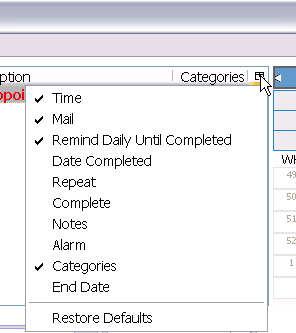 ption Categories
ppoi
Time
Mail
Remind Daily Until Completed
Date Completed
Repeat
Complete
Notes
Alarm
Categories
End Date
Restore Defaults
WH
49
50
51
52
1